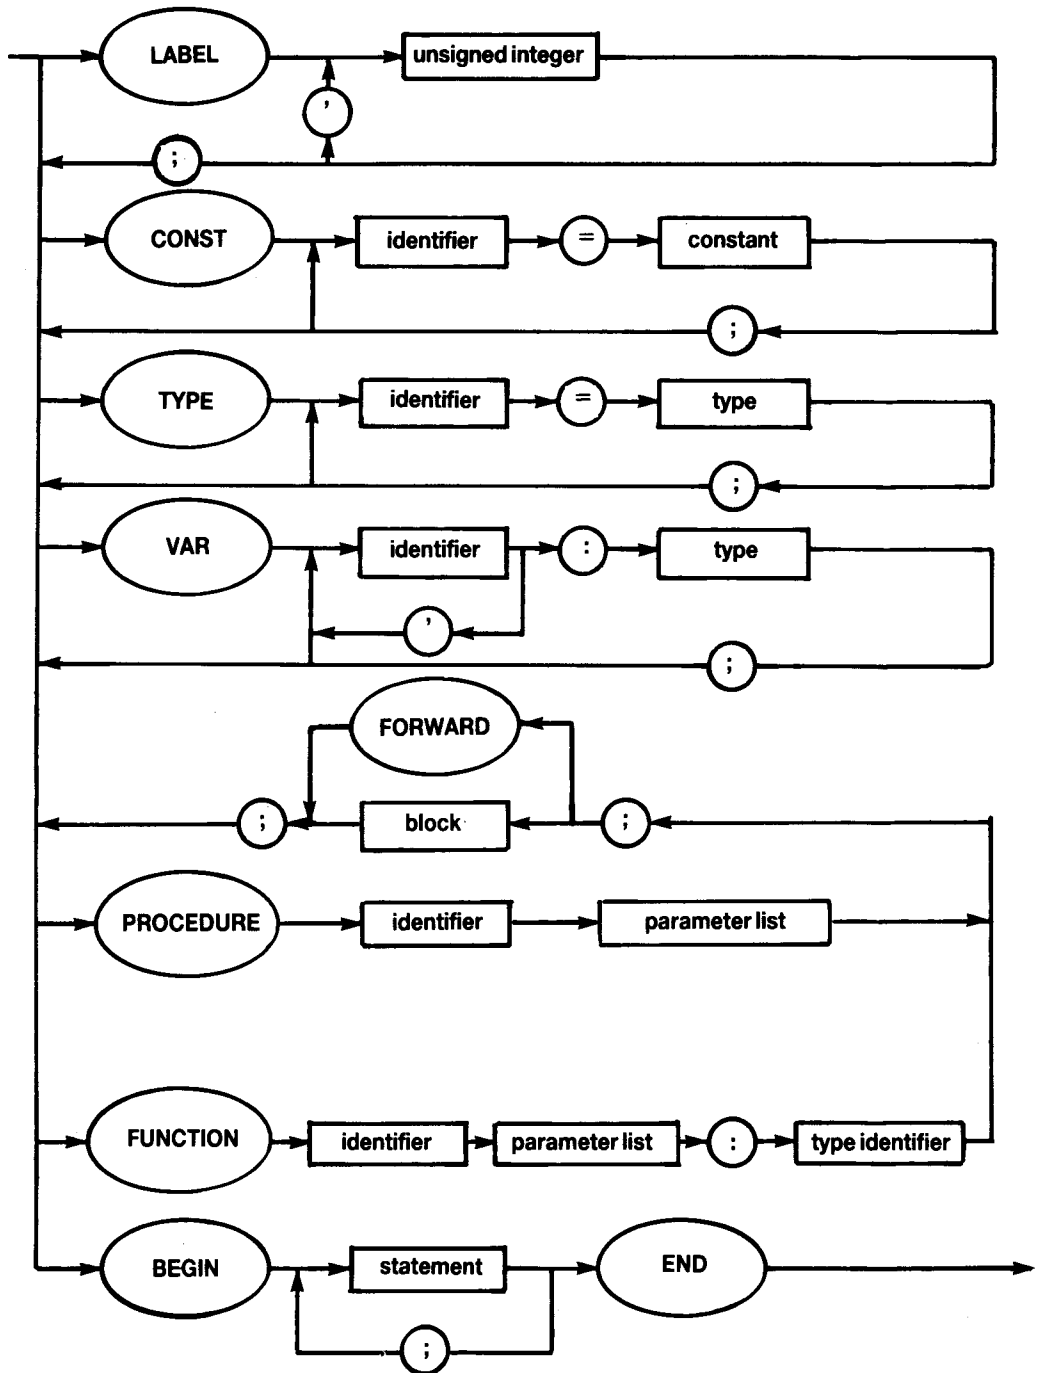 LABEL unsigned integer
,
;
CONST identifier = constant
;
TYPE identifier = type
;
VAR identifier : type
,
;
FORWARD
; block ;
PROCEDURE identifier parameter list
FUNCTION identifier parameter list : type identifier
BEGIN statement END
;